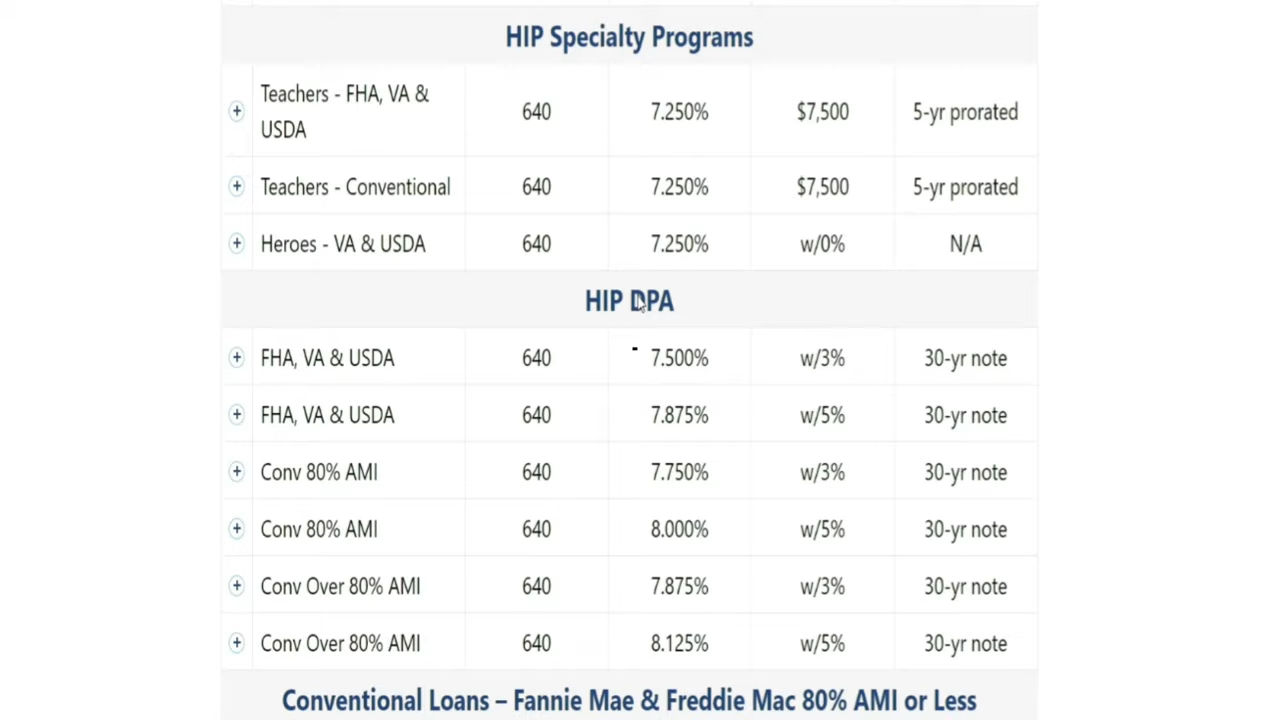 HIP Specialty Programs
Teachers - FHA, VA &
USDA
640
7.250%
$7,500
5-yr prorated
Teachers - Conventional
640
7.250%
$7,500
5-yr prorated
Heroes - VA & USDA
640
7.250%
w/0%
N/A
HIP DPA
FHA, VA & USDA
640
7.500%
w/3%
30-yr note
FHA, VA & USDA
640
7.875%
w/5%
30-yr note
Conv 80% AMI
640
7.750%
w/3%
30-yr note
Conv 80% AMI
640
8.000%
w/5%
30-yr note
Conv Over 80% AMI
640
7.875%
w/3%
30-yr note
Conv Over 80% AMI
640
8.125%
w/5%
30-yr note
Conventional Loans – Fannie Mae & Freddie Mac 80% AMI or Less